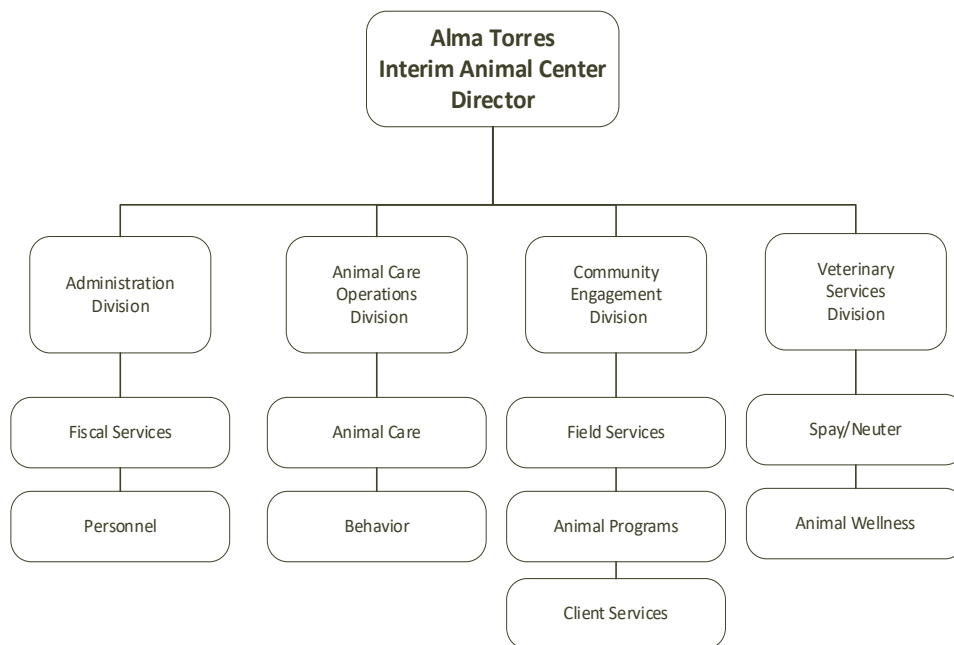 Alma Torres
Interim Animal Center
Director
Administration
Division
Animal Care
Operations
Division
Community
Engagement
Division
Veterinary
Services
Division
Fiscal Services
Animal Care
Field Services
Spay/Neuter
Personnel
Behavior
Animal Programs
Animal Wellness
Client Services